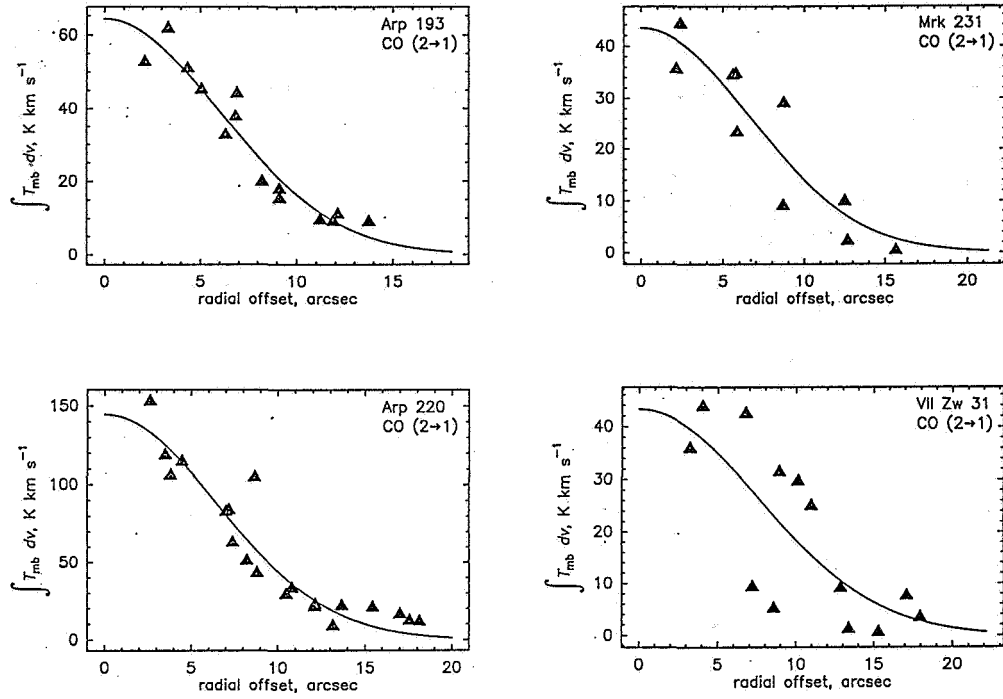 Arp 193
CO (2→1)
60
40
20
0
∫ Tmb dv, K km s⁻¹
0 5 10 15
radial offset, arcsec
Mrk 231
CO (2→1)
40
30
20
10
0
∫ Tmb dv, K km s⁻¹
0 5 10 15 20
radial offset, arcsec
Arp 220
CO (2→1)
150
100
50
0
∫ Tmb dv, K km s⁻¹
0 5 10 15 20
radial offset, arcsec
VII Zw 31
CO (2→1)
40
30
20
10
0
∫ Tmb dv, K km s⁻¹
0 5 10 15 20
radial offset, arcsec